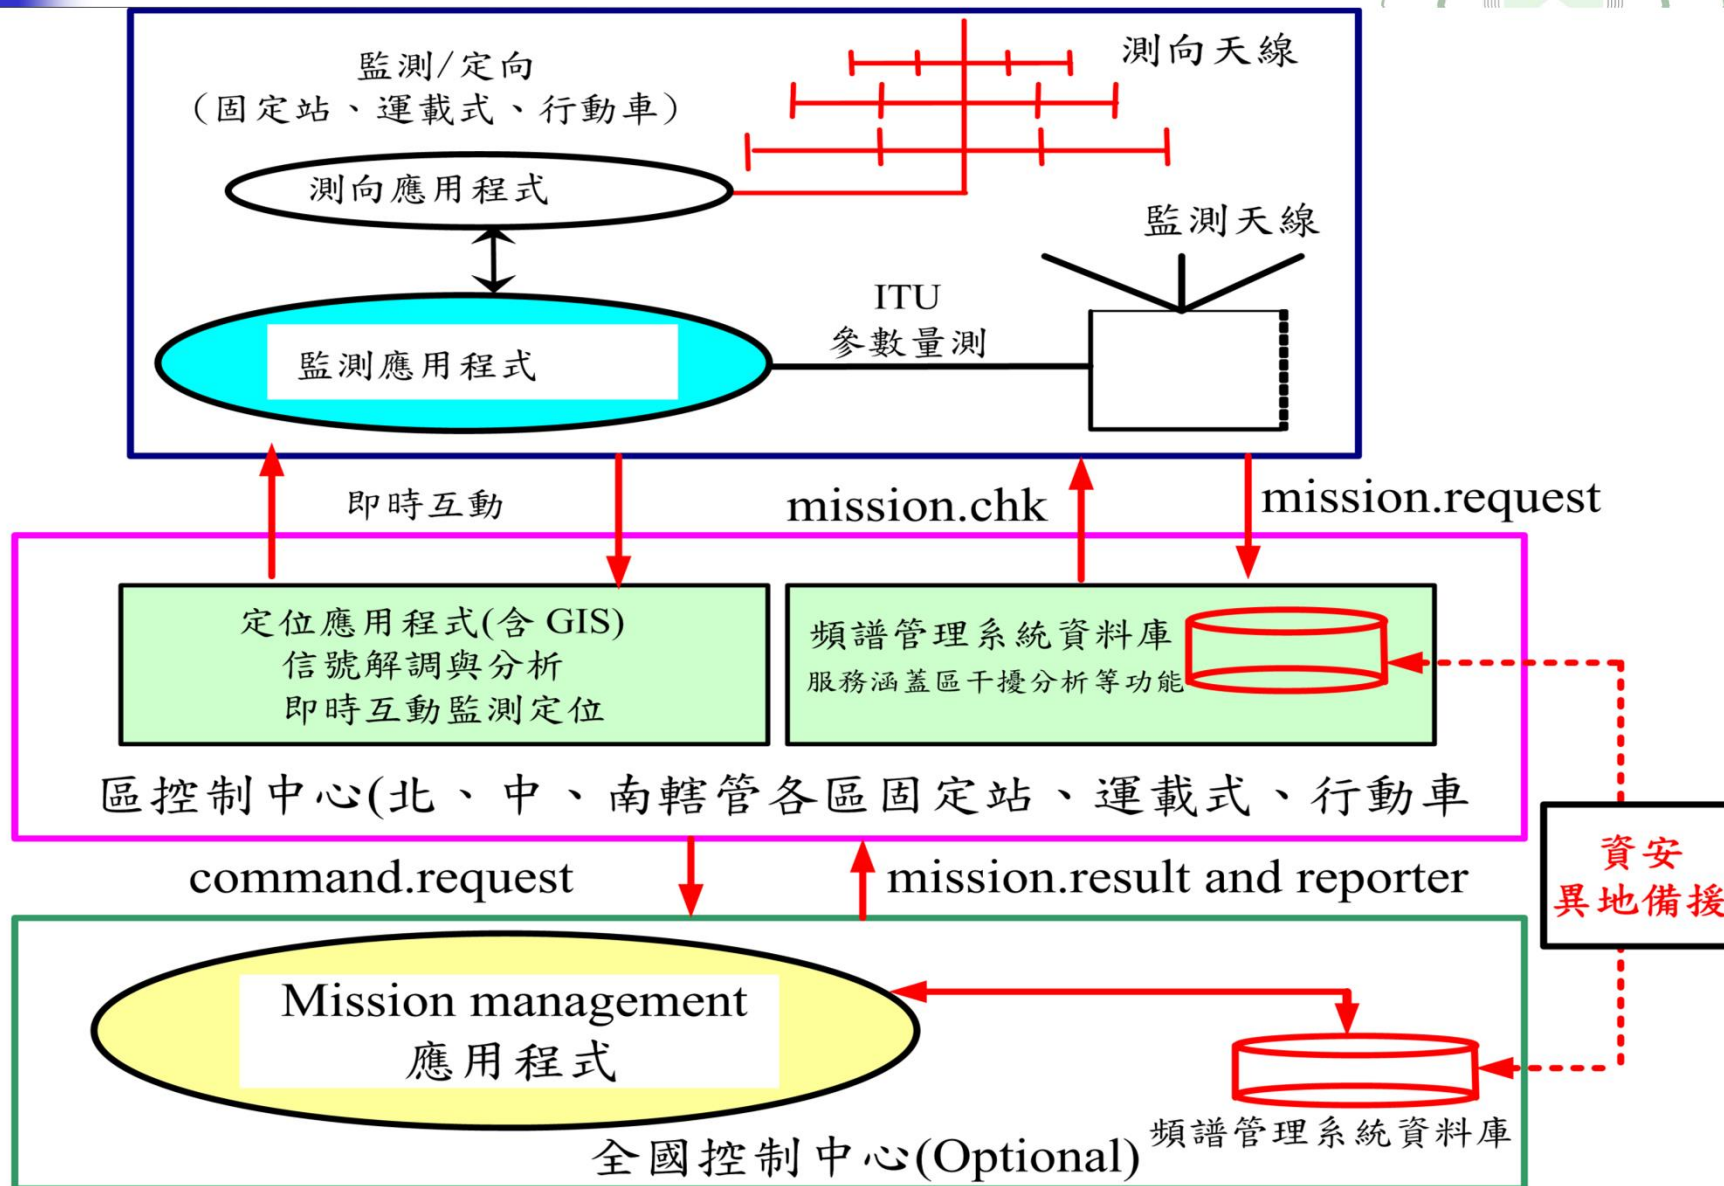 監測/定向
（固定站、運載式、行動車）
測向天線
測向應用程式
監測天線
ITU
參數量測
監測應用程式
即時互動
mission.chk
mission.request
定位應用程式(含 GIS)
信號解調與分析
即時互動監測定位
頻譜管理系統資料庫
服務涵蓋區干擾分析等功能
區控制中心(北、中、南轄管各區固定站、運載式、行動車
資安
異地備援
command.request
mission.result and reporter
Mission management
應用程式
頻譜管理系統資料庫
全國控制中心(Optional)